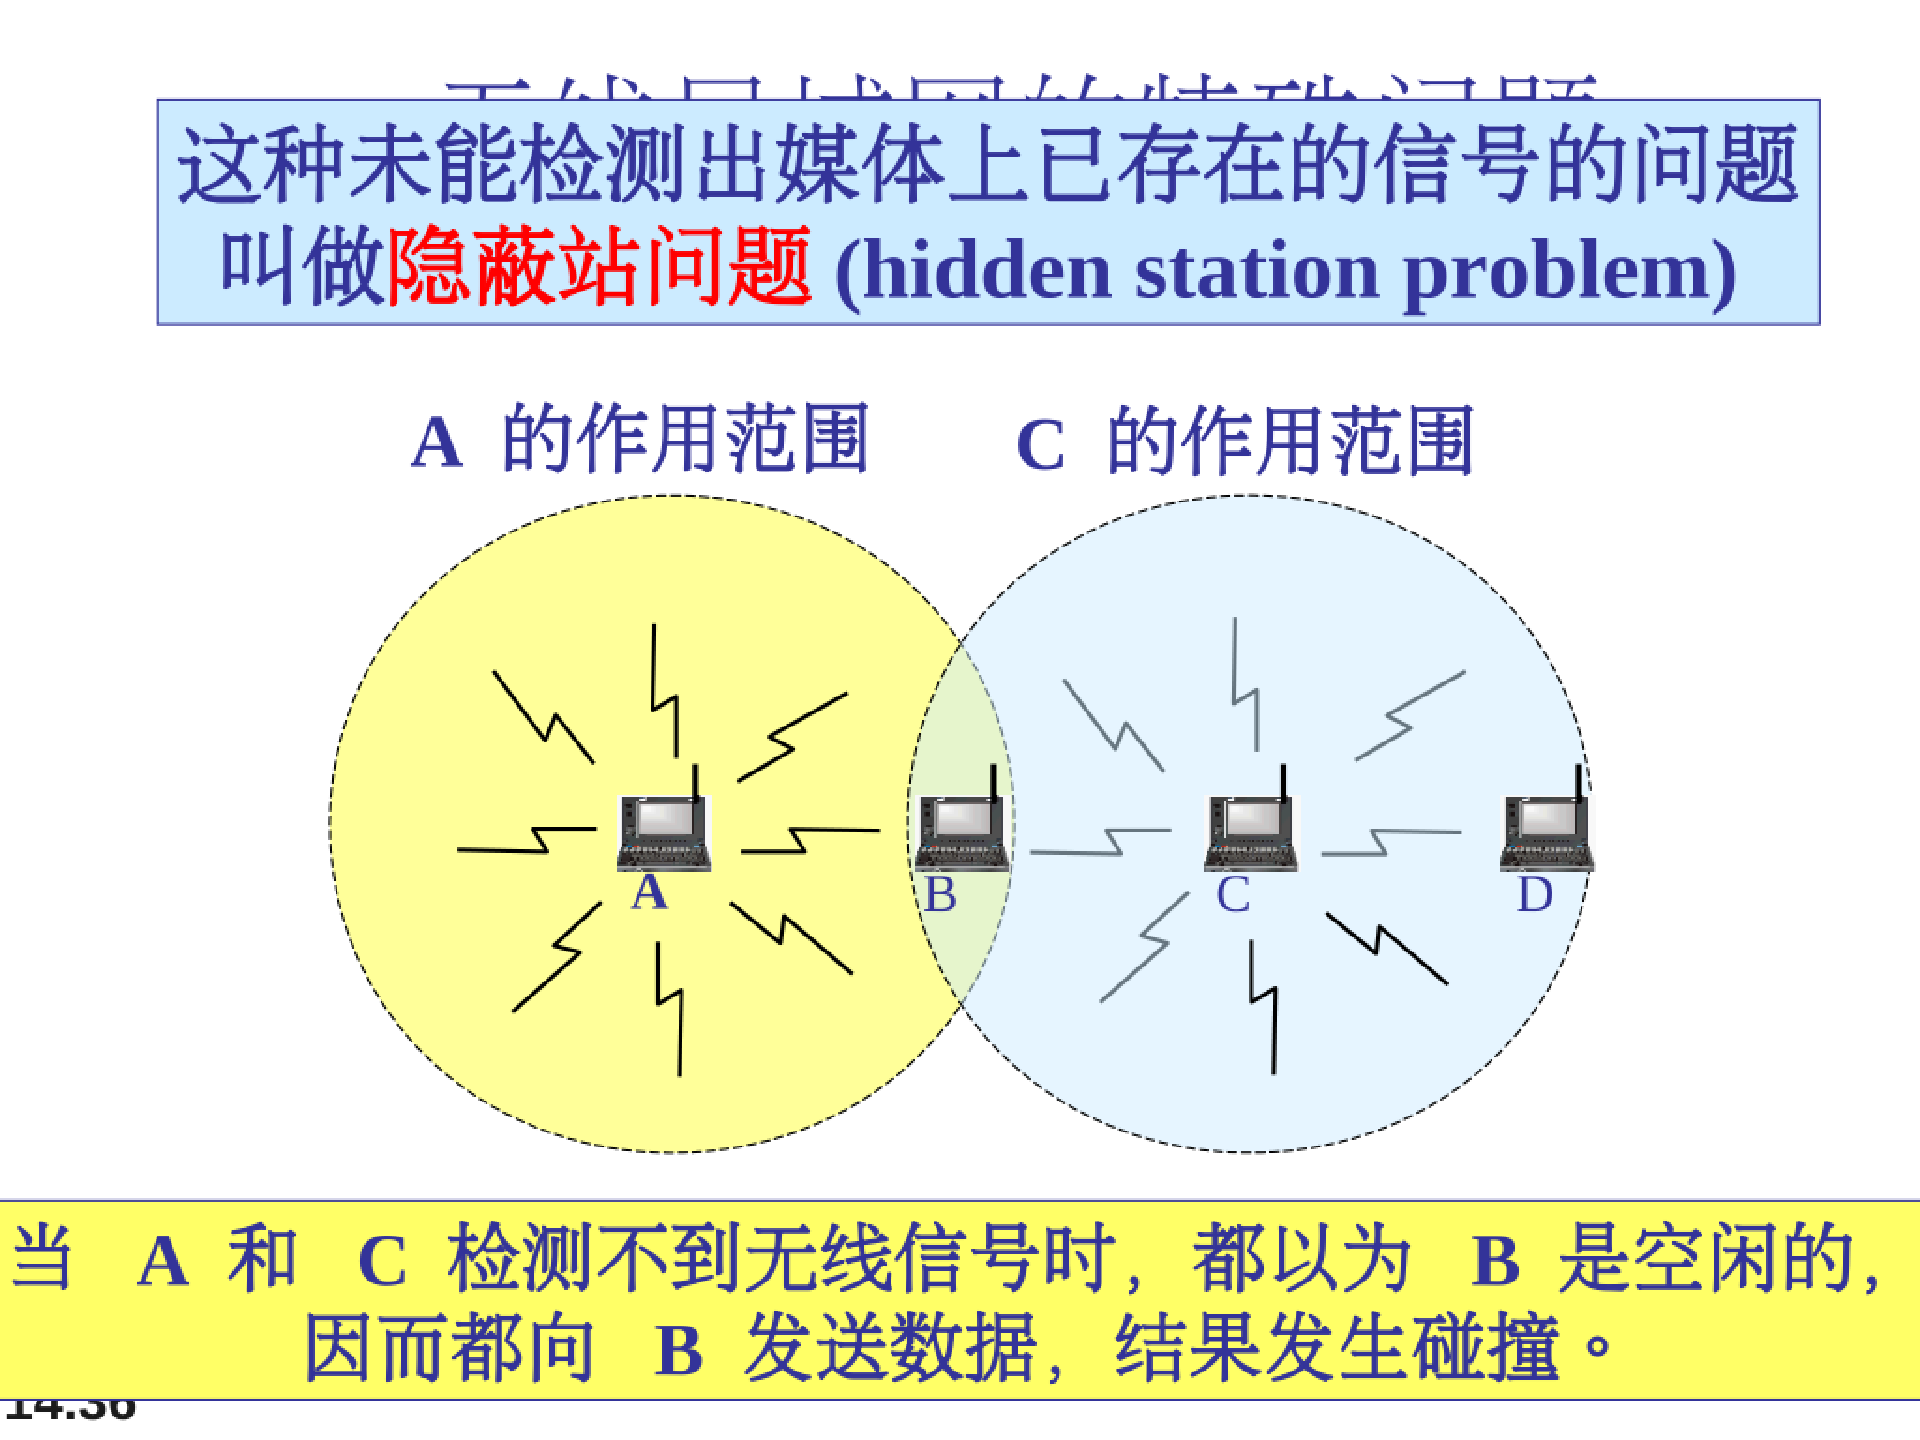 这种未能检测出媒体上已存在的信号的问题
叫做隐蔽站问题 (hidden station problem)
A 的作用范围
C 的作用范围
A
B
C
D
当 A 和 C 检测不到无线信号时，都以为 B 是空闲的，
因而都向 B 发送数据，结果发生碰撞。